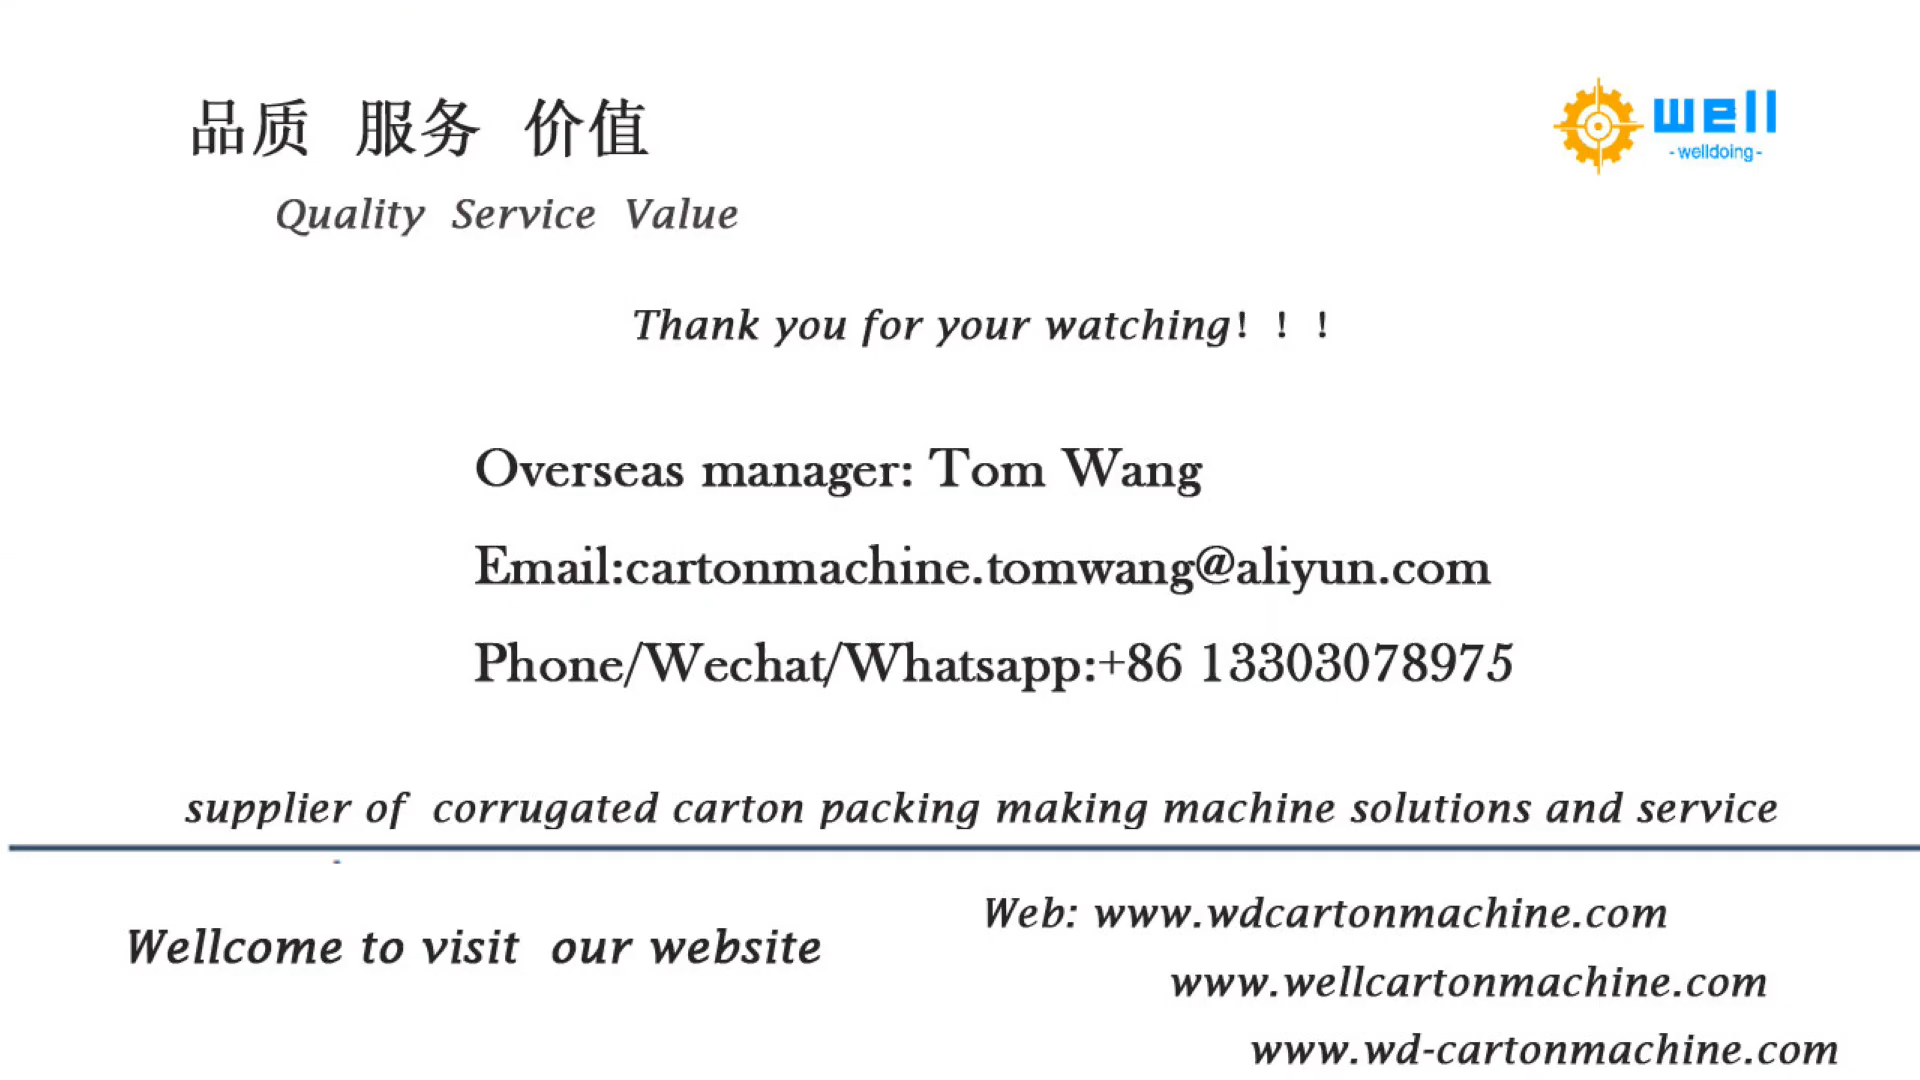 品质 服务 价值
well
-welldoing-
Quality Service Value
Thank you for your watching！！！
Overseas manager: Tom Wang
Email:cartonmachine.tomwang@aliyun.com
Phone/Wechat/Whatsapp:+86 13303078975
supplier of corrugated carton packing making machine solutions and service
Wellcome to visit our website
Web: www.wdcartonmachine.com
www.wellcartonmachine.com
www.wd-cartonmachine.com